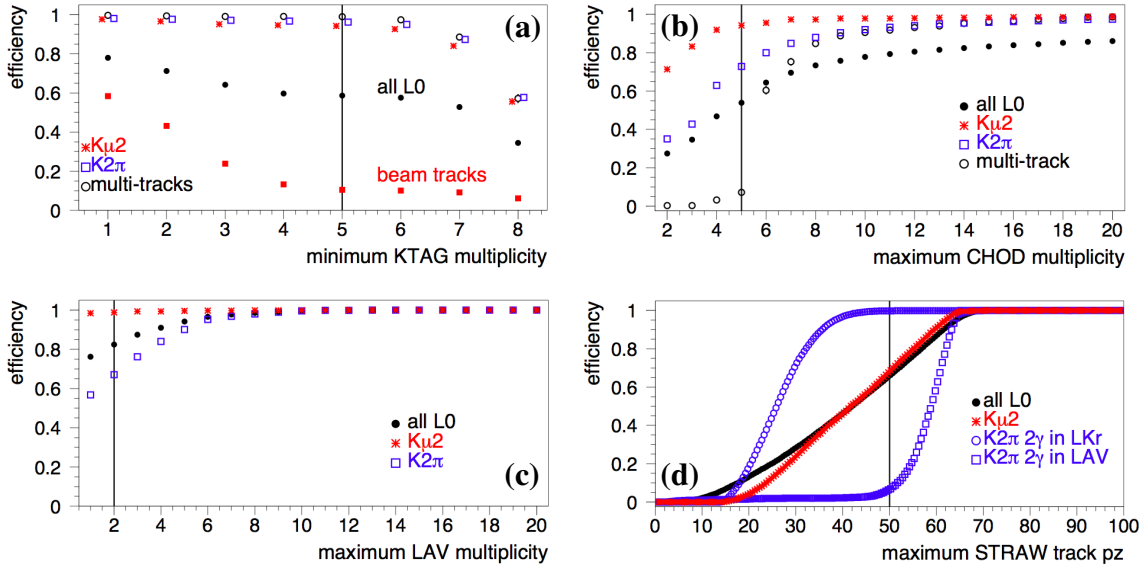 efficiency
1
0.8
0.6
0.4
0.2
0
(a)
all L0
Kμ2
K2π
multi-tracks
beam tracks
1 2 3 4 5 6 7 8
minimum KTAG multiplicity
efficiency
1
0.8
0.6
0.4
0.2
0
(b)
all L0
Kμ2
K2π
multi-track
2 4 6 8 10 12 14 16 18 20
maximum CHOD multiplicity
efficiency
1
0.8
0.6
0.4
0.2
0
all L0
Kμ2
K2π
(c)
2 4 6 8 10 12 14 16 18 20
maximum LAV multiplicity
efficiency
1
0.8
0.6
0.4
0.2
0
all L0
Kμ2
K2π 2γ in LKr
K2π 2γ in LAV
(d)
0 10 20 30 40 50 60 70 80 90 100
maximum STRAW track pz